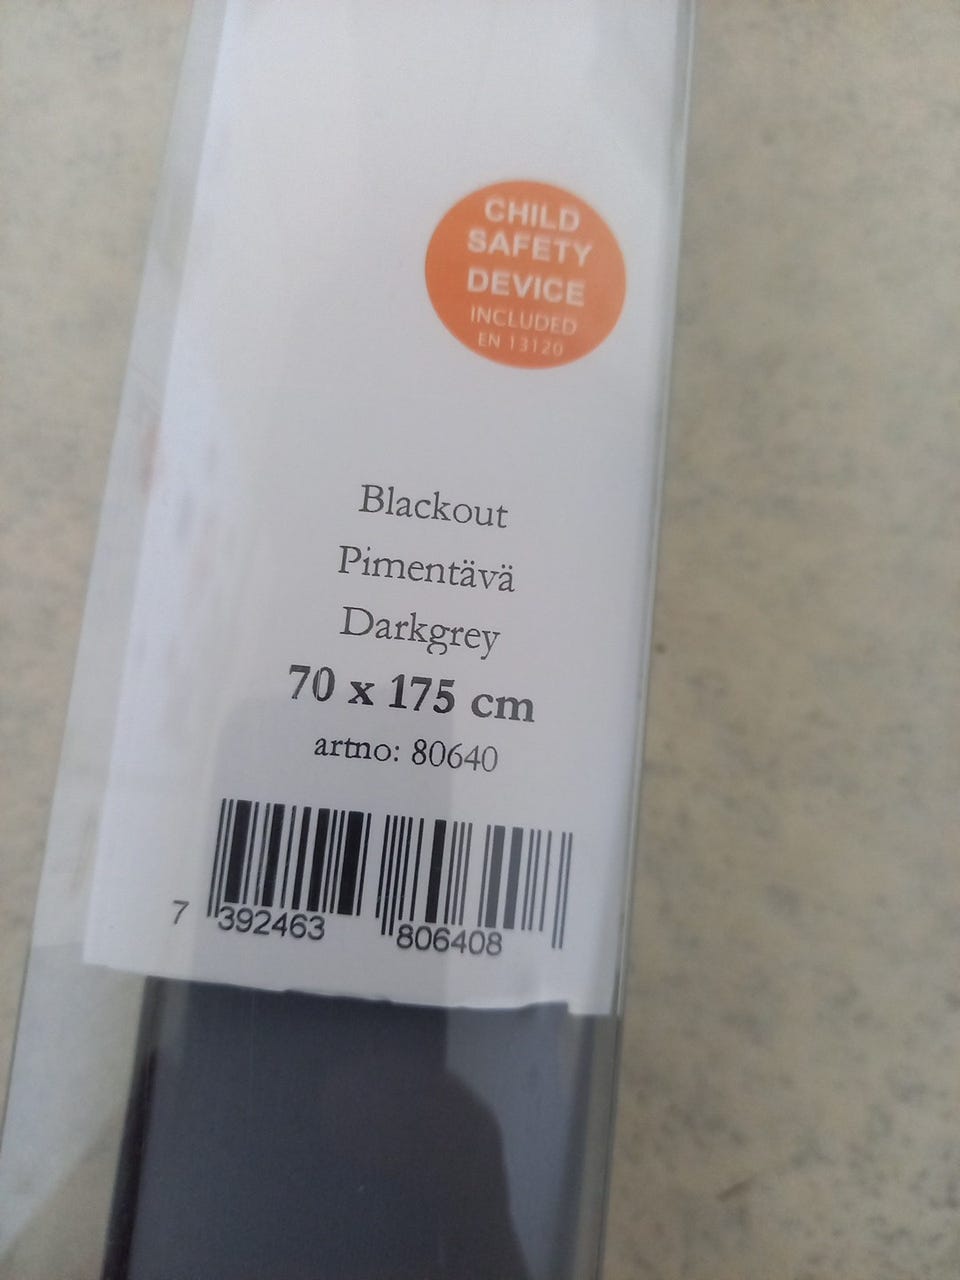 CHILD
SAFETY
DEVICE
INCLUDED
EN 13120
Blackout
Pimentävä
Darkgrey
70 x 175 cm
artno: 80640
7 392463 806408